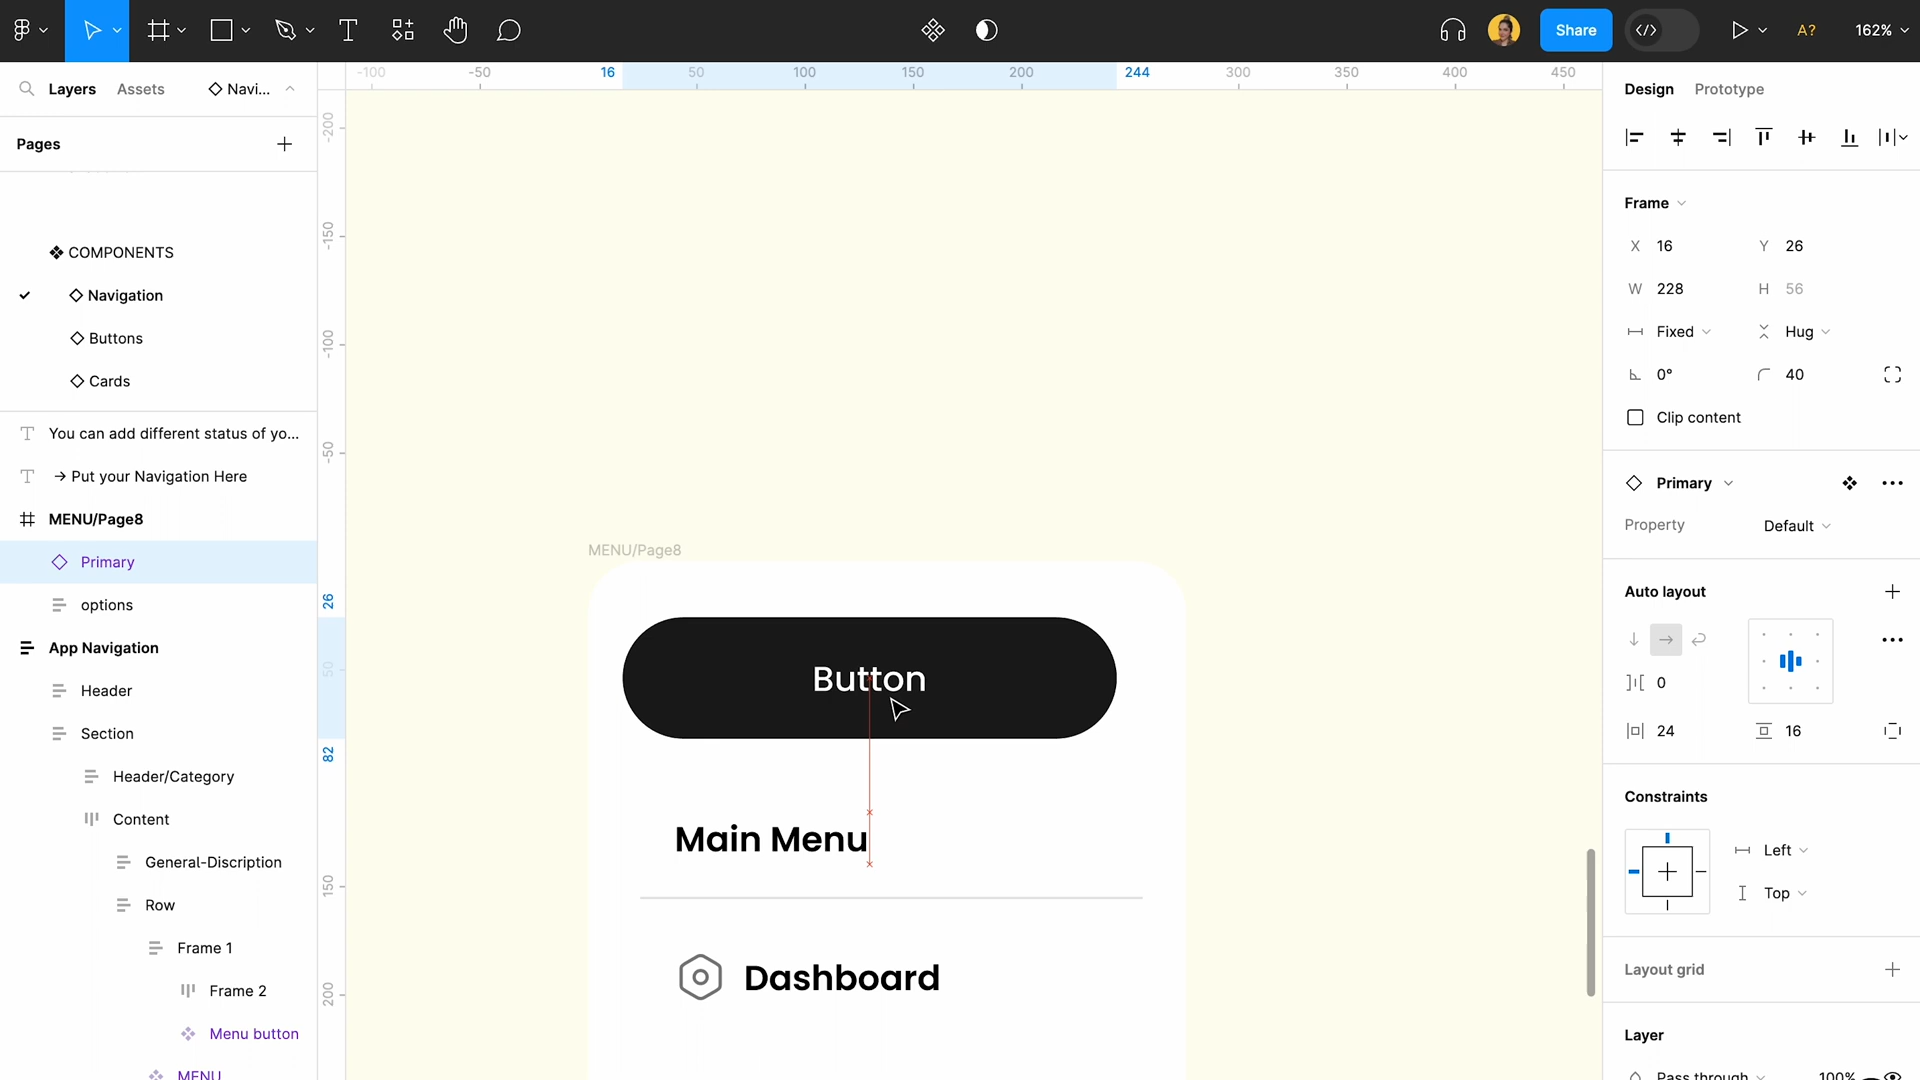 Share
A?
162%
Layers
Assets
Navi...
Pages
COMPONENTS
Navigation
Buttons
Cards
You can add different status of yo...
→ Put your Navigation Here
MENU/Page8
Primary
options
App Navigation
Header
Section
Header/Category
Content
General-Discription
Row
Frame 1
Frame 2
Menu button
MENU
-100
-50
16
50
100
150
200
244
300
350
400
450
-200
-150
-100
-50
26
50
82
150
200
MENU/Page8
Button
Main Menu
Dashboard
Design
Prototype
Frame
X 16
Y 26
W 228
H 56
Fixed
Hug
0°
40
Clip content
Primary
Property
Default
Auto layout
0
24
16
Constraints
Left
Top
Layout grid
Layer
Pass through
100%